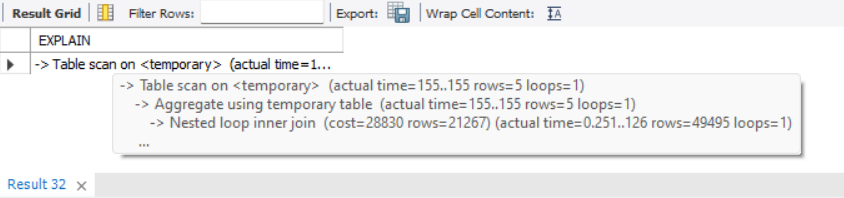 Result Grid Filter Rows: Export: Wrap Cell Content: IA
EXPLAIN
-> Table scan on <temporary> (actual time=1...
-> Table scan on <temporary> (actual time=155..155 rows=5 loops=1)
-> Aggregate using temporary table (actual time=155..155 rows=5 loops=1)
-> Nested loop inner join (cost=28830 rows=21267) (actual time=0.251..126 rows=49495 loops=1)
...
Result 32 ×